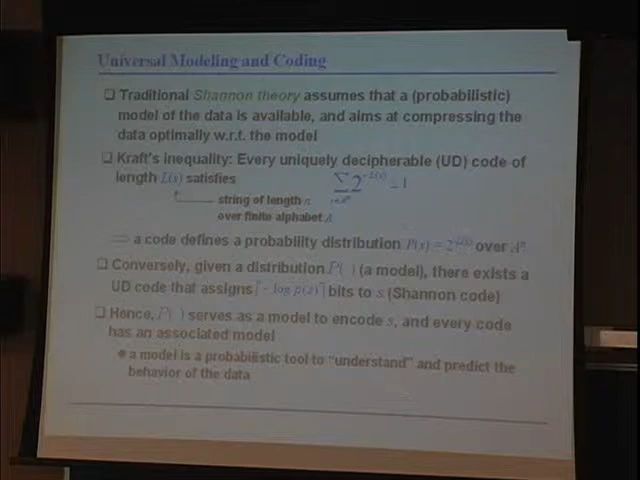 Universal Modeling and Coding
❑ Traditional Shannon theory assumes that a (probabilistic)
model of the data is available, and aims at compressing the
data optimally w.r.t. the model
❑ Kraft's inequality: Every uniquely decipherable (UD) code of
length L(s) satisfies
∑ 2^{-L(s)} ≤ 1
s∈Aⁿ
string of length n
over finite alphabet A
⇒ a code defines a probability distribution P(s) = 2^{-L(s)} over Aⁿ
❑ Conversely, given a distribution P( ) (a model), there exists a
UD code that assigns ⌈- log p(s)⌉ bits to s (Shannon code)
❑ Hence, P( ) serves as a model to encode s, and every code
has an associated model
● a model is a probabilistic tool to “understand” and predict the
behavior of the data